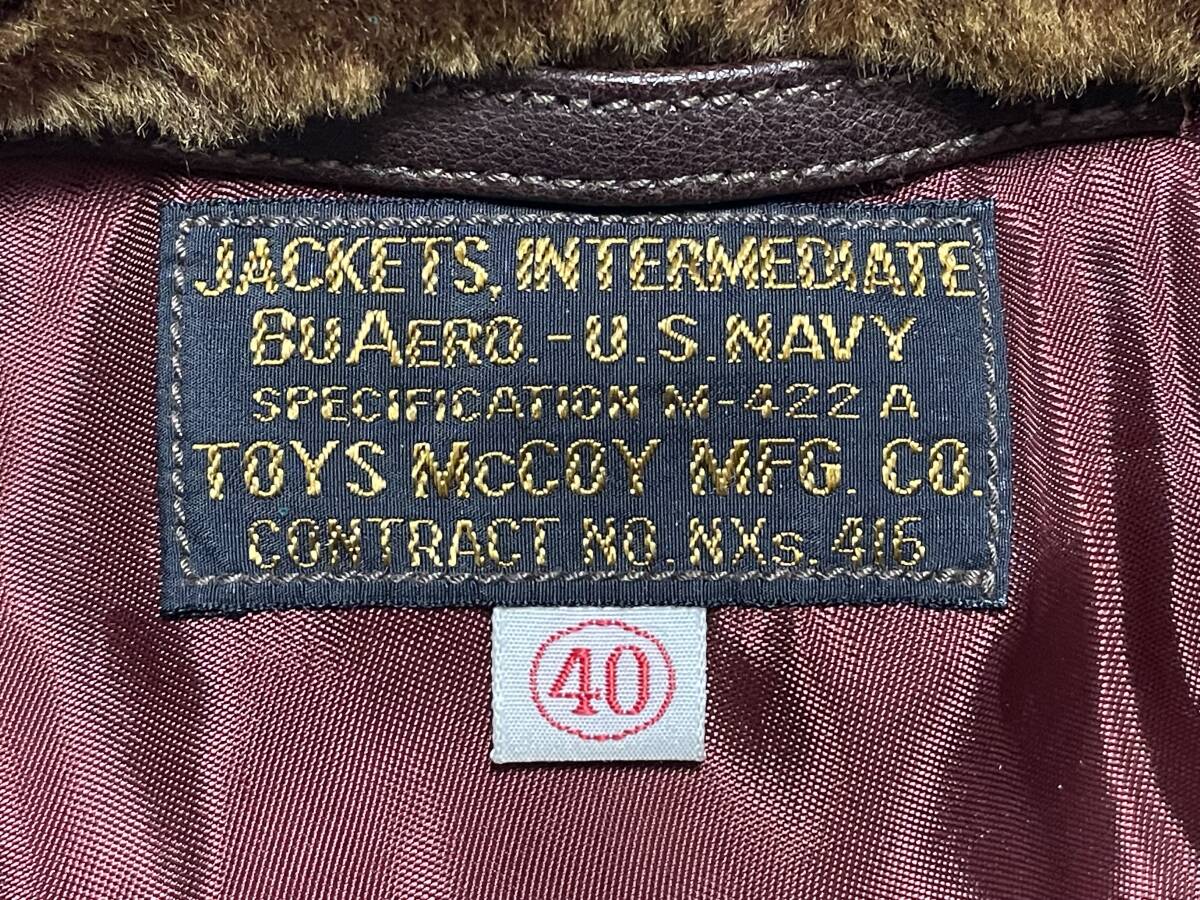 JACKETS, INTERMEDIATE
BUAERO.-U.S.NAVY
SPECIFICATION M-422 A
TOYS McCOY MFG. CO.
CONTRACT NO. NXs. 416
40